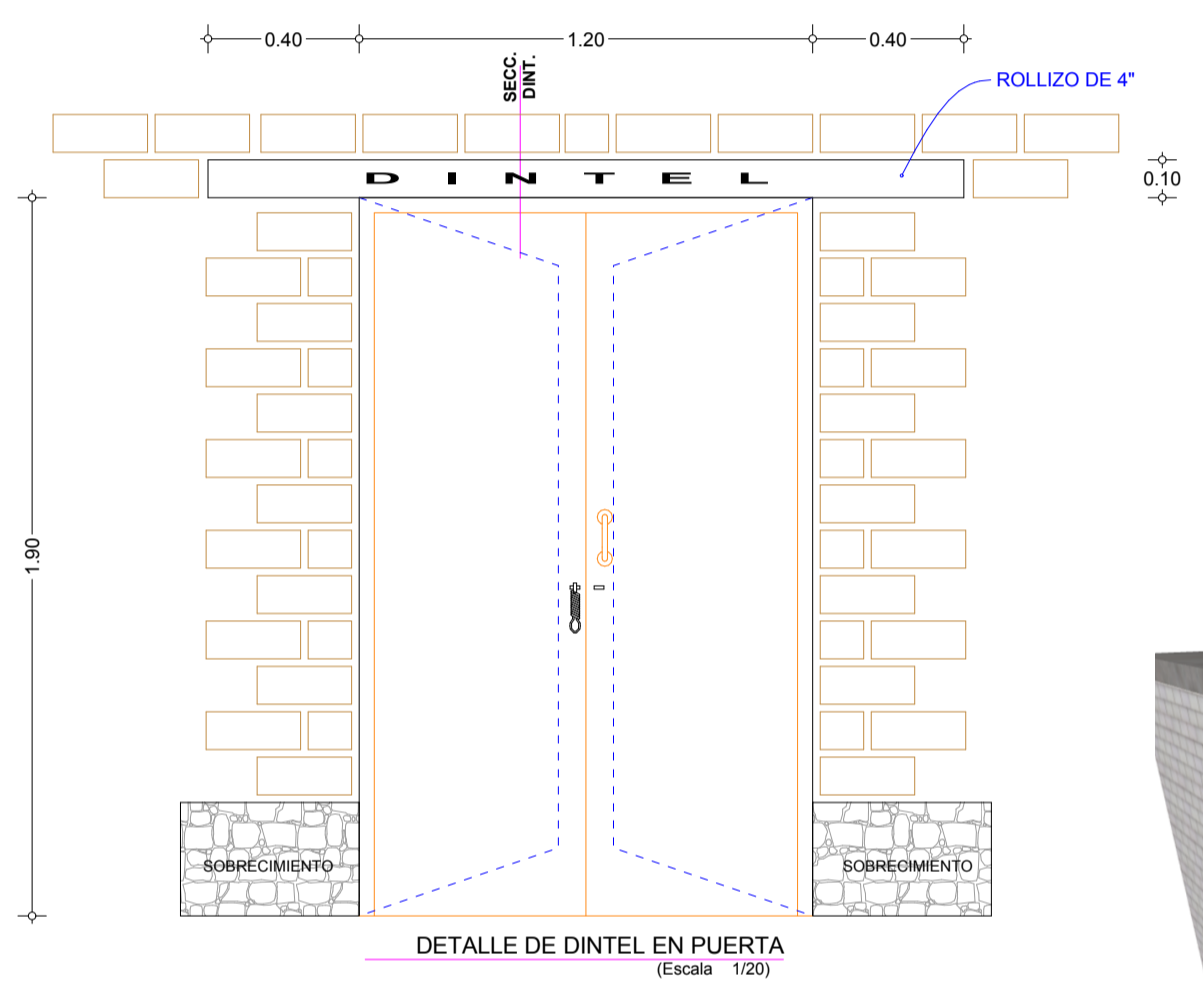 0.40
1.20
0.40
SECC.
DINT.
ROLLIZO DE 4"
DINTEL
0.10
1.90
SOBRECIMIENTO
SOBRECIMIENTO
DETALLE DE DINTEL EN PUERTA
(Escala 1/20)